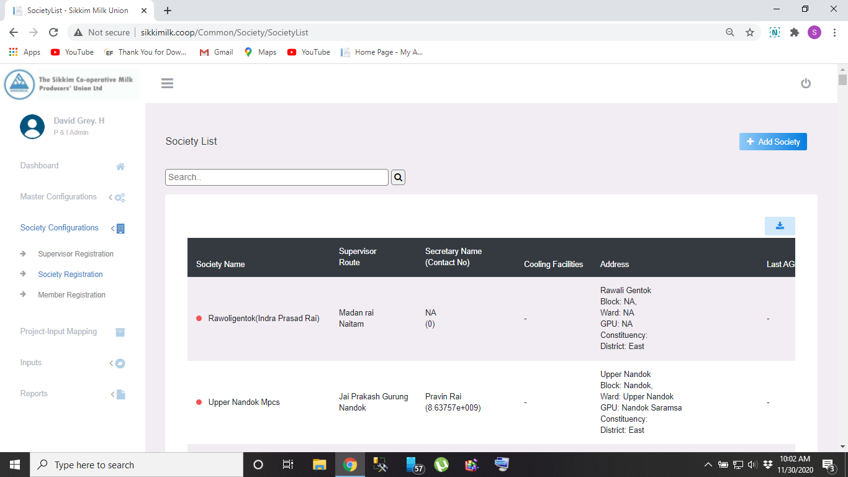 SocietyList - Sikkim Milk Union
Not secure
sikkimilk.coop/Common/Society/SocietyList
S
Apps
YouTube
EF Thank You for Dow...
Gmail
Maps
YouTube
Home Page - My A...
The Sikkim Co-operative Milk
Producers' Union Ltd
David Grey. H
P & I Admin
Dashboard
Master Configurations
Society Configurations
Supervisor Registration
Society Registration
Member Registration
Project-Input Mapping
Inputs
Reports
Society List
Add Society
Search..
Society Name
Supervisor
Route
Secretary Name
(Contact No)
Cooling Facilities
Address
Last AG
Rawoligentok(Indra Prasad Rai)
Madan rai
Naitam
NA
(0)
-
Rawali Gentok
Block: NA,
Ward: NA
GPU: NA
Constituency:
District: East
-
Upper Nandok Mpcs
Jai Prakash Gurung
Nandok
Pravin Rai
(8.63757e+009)
-
Upper Nandok
Block: Nandok,
Ward: Upper Nandok
GPU: Nandok Saramsa
Constituency:
District: East
-
Type here to search
57
10:02 AM
11/30/2020
3